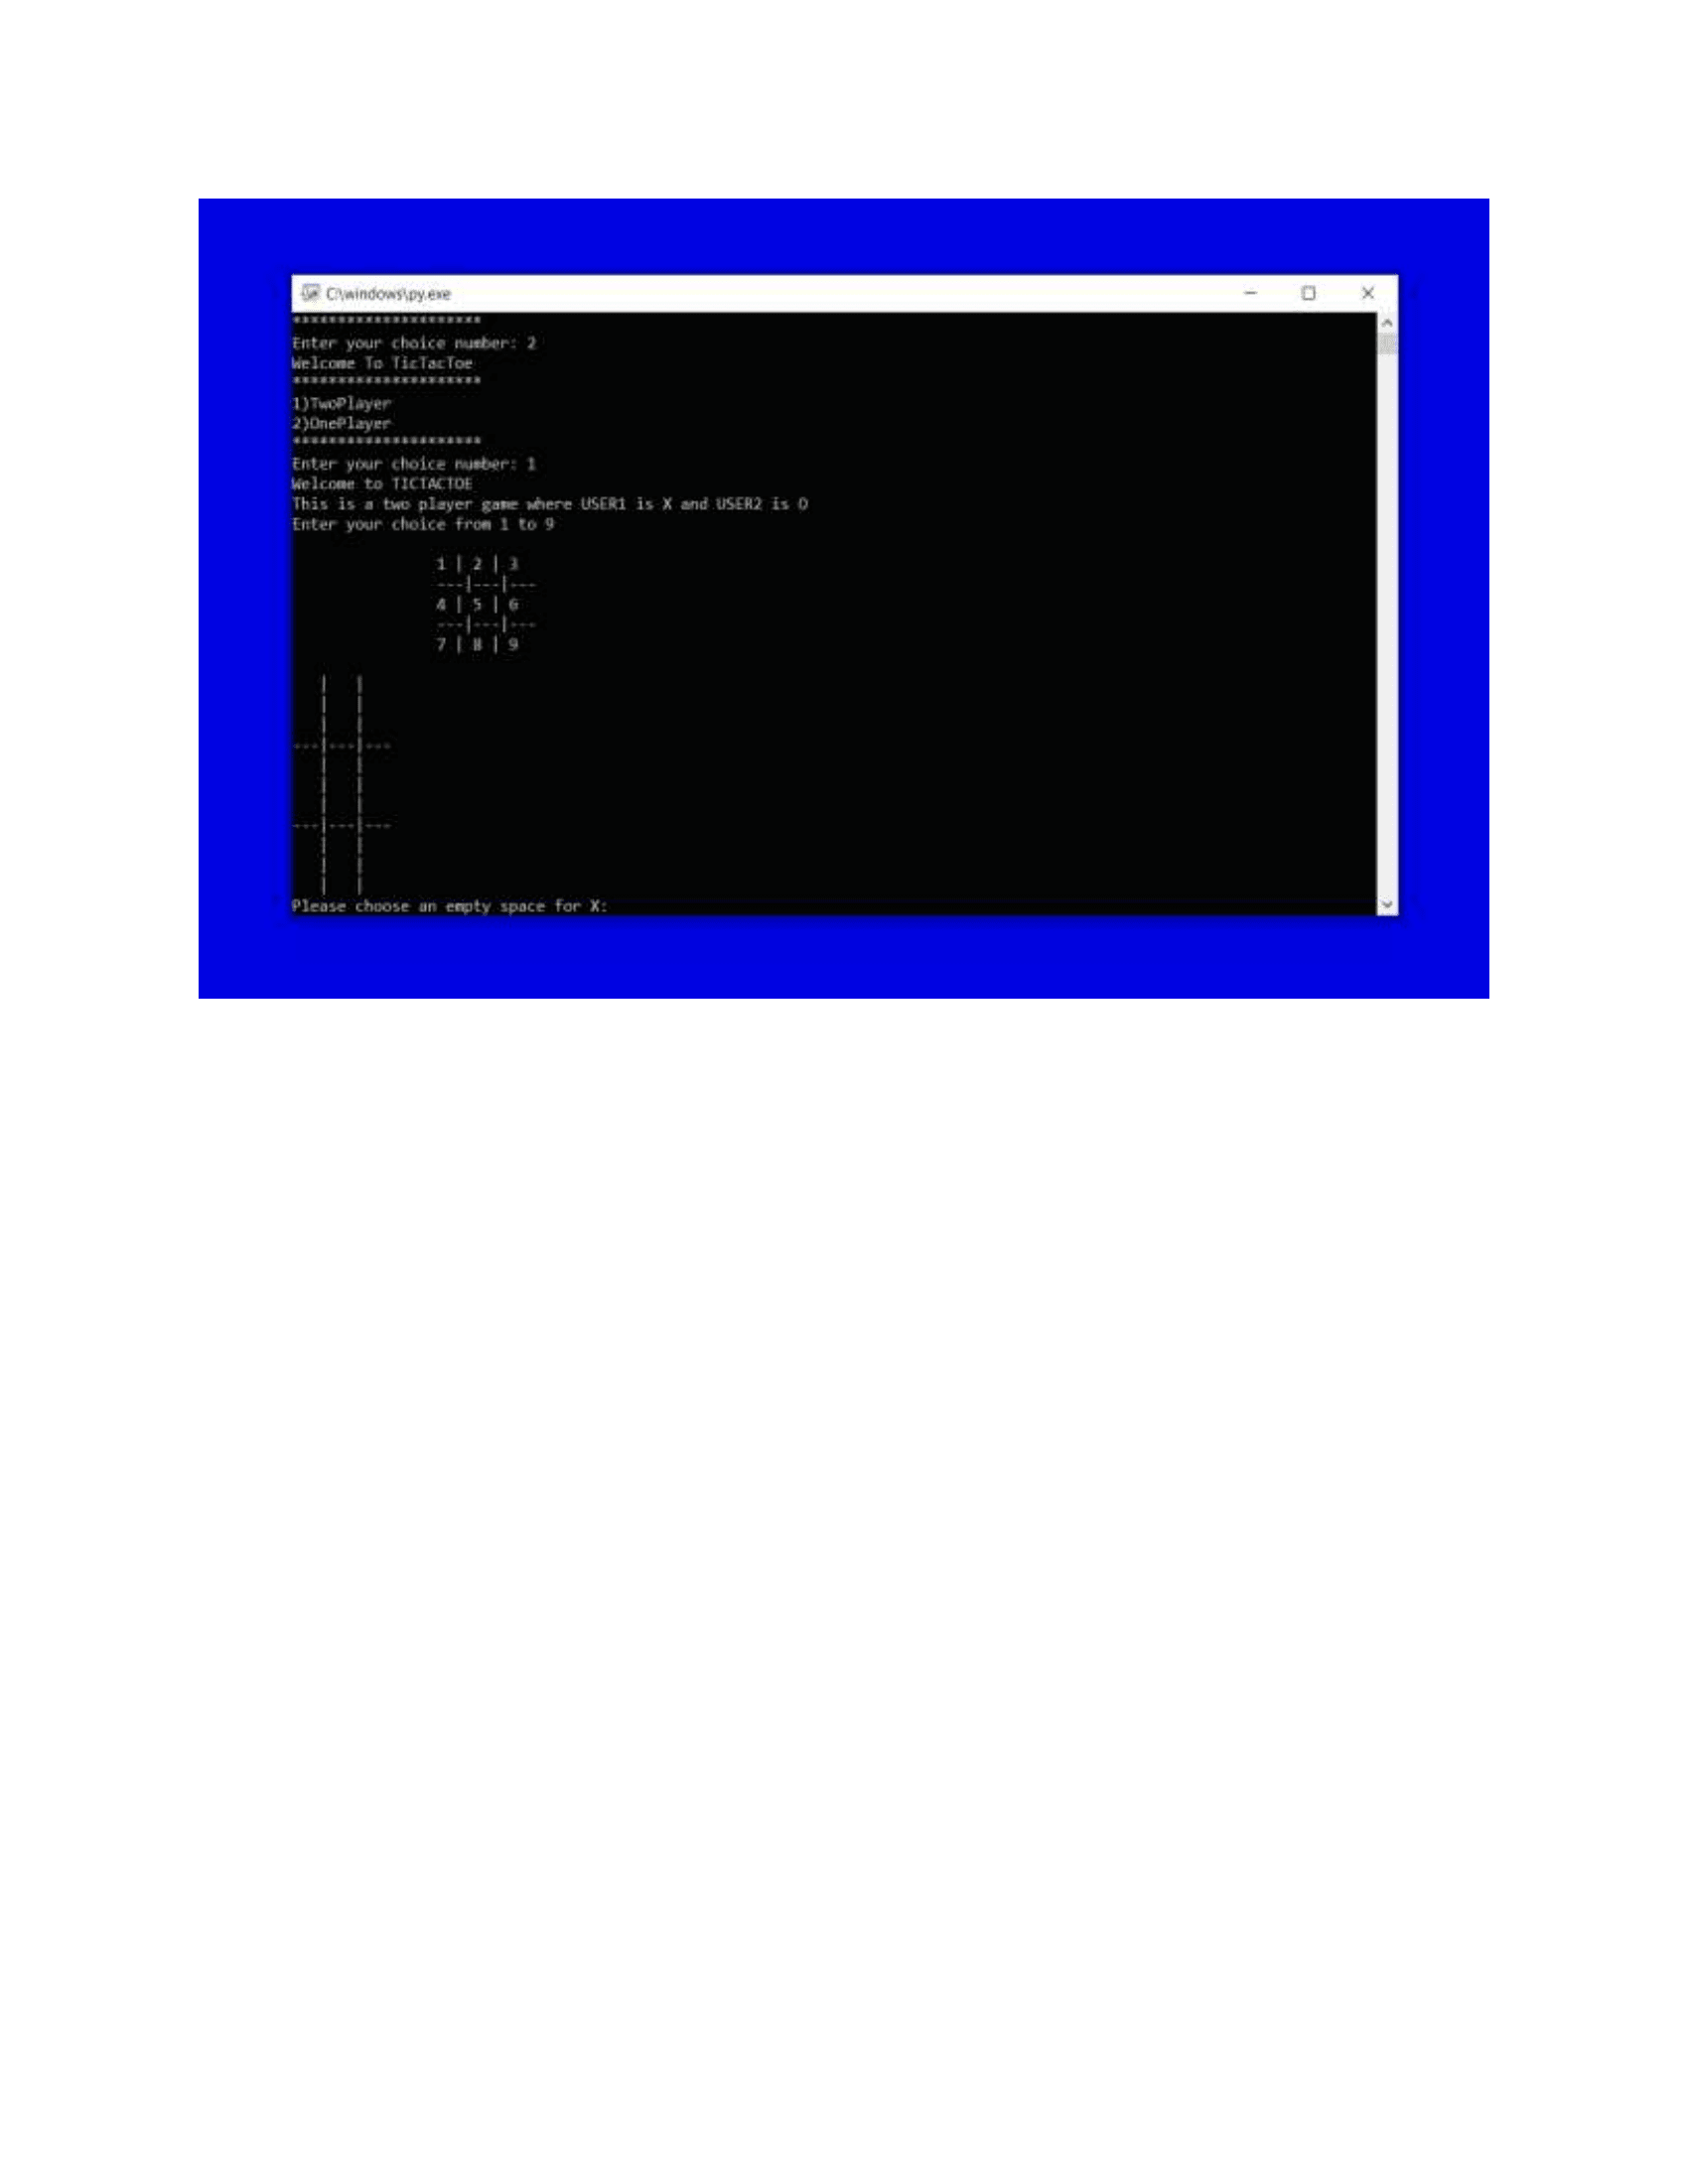 C:\windows\py.exe
*********************
Enter your choice number: 2
Welcome To TicTacToe
*********************
1)TwoPlayer
2)OnePlayer
*********************
Enter your choice number: 1
Welcome to TICTACTOE
This is a two player game where USER1 is X and USER2 is O
Enter your choice from 1 to 9
1 | 2 | 3
---|---|---
4 | 5 | 6
---|---|---
7 | 8 | 9
| |
| |
| |
---|---|---
| |
| |
| |
---|---|---
| |
| |
| |
Please choose an empty space for X: